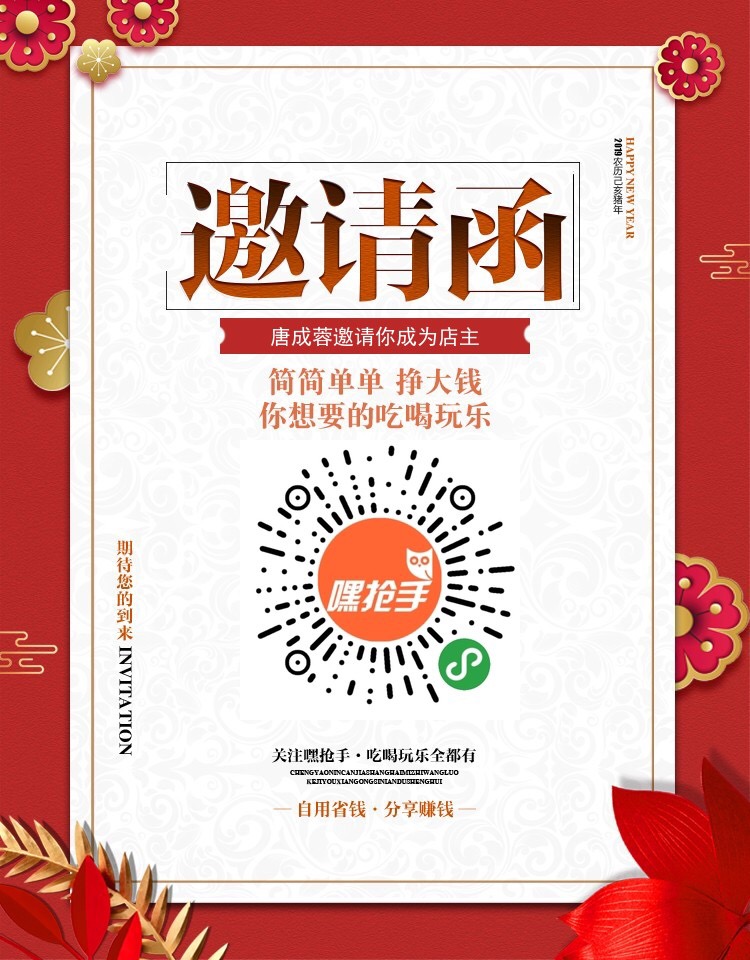 HAPPY NEW YEAR
2019农历己亥猪年
邀请函
唐成蓉邀请你成为店主
简简单单 挣大钱
你想要的吃喝玩乐
嘿抢手
期待您的到来 INVITATION
关注嘿抢手·吃喝玩乐全都有
CHENGYAONINCANJIASHANGHAIMIZHIWANGLUO
KEJIYOUXIANGONGSINIANDUSHENGHUI
自用省钱·分享赚钱